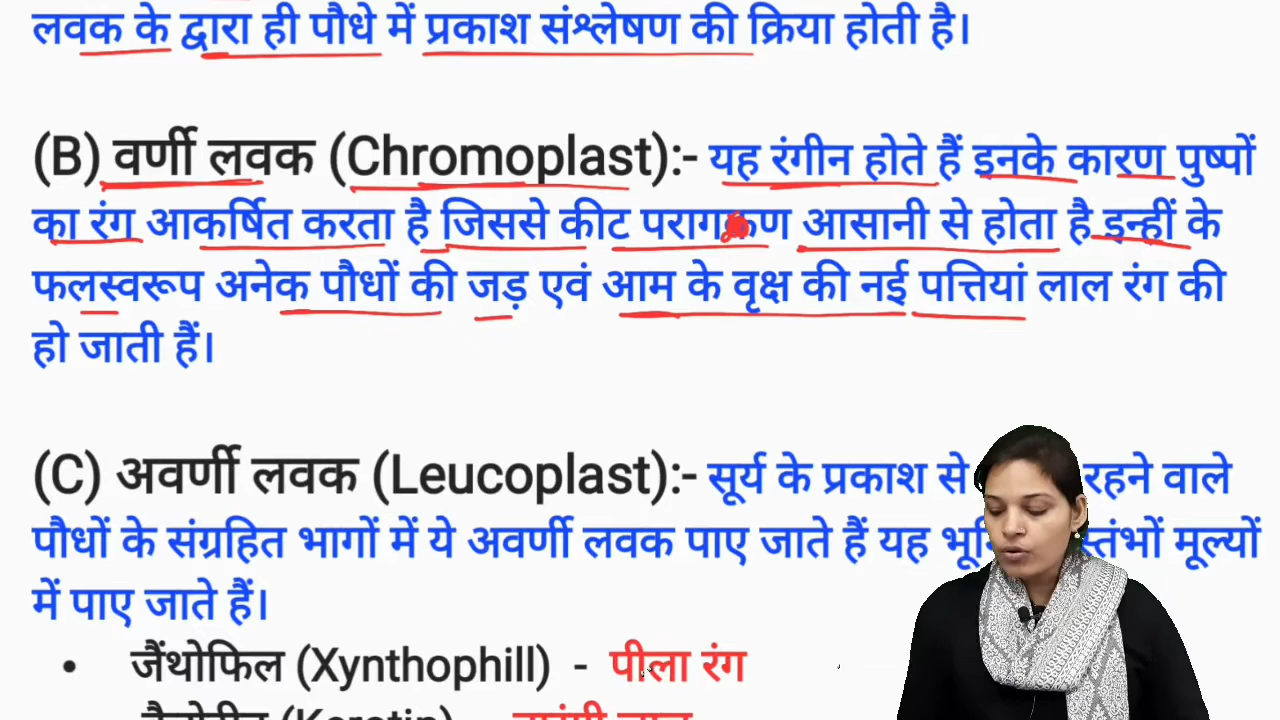 लवक के द्वारा ही पौधे में प्रकाश संश्लेषण की क्रिया होती है।
(B) वर्णी लवक (Chromoplast):- यह रंगीन होते हैं इनके कारण पुष्पों
का रंग आकर्षित करता है जिससे कीट परागण आसानी से होता है इन्हीं के
फलस्वरूप अनेक पौधों की जड़ एवं आम के वृक्ष की नई पत्तियां लाल रंग की
हो जाती हैं।
(C) अवर्णी लवक (Leucoplast):- सूर्य के प्रकाश से रहने वाले
पौधों के संग्रहित भागों में ये अवर्णी लवक पाए जाते हैं यह मूल्यों
में पाए जाते हैं।
• जैंथोफिल (Xynthophill) - पीला रंग